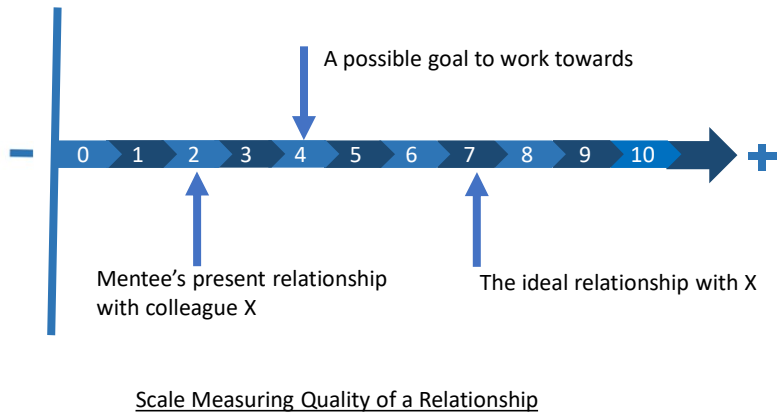 A possible goal to work towards
- 0 1 2 3 4 5 6 7 8 9 10 +
Mentee's present relationship
with colleague X
The ideal relationship with X
Scale Measuring Quality of a Relationship